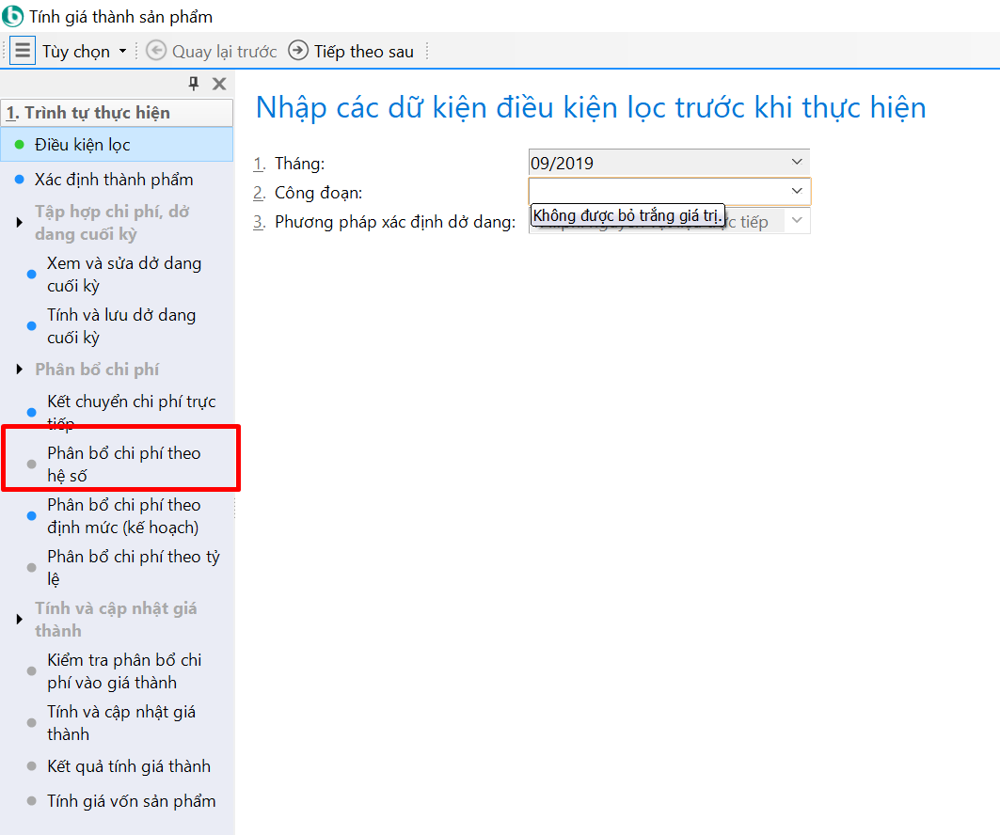 Tính giá thành sản phẩm
Tùy chọn
Quay lại trước
Tiếp theo sau
1. Trình tự thực hiện
Điều kiện lọc
Xác định thành phẩm
Tập hợp chi phí, dở
dang cuối kỳ
Xem và sửa dở dang
cuối kỳ
Tính và lưu dở dang
cuối kỳ
Phân bổ chi phí
Kết chuyển chi phí trực
tiếp
Phân bổ chi phí theo
hệ số
Phân bổ chi phí theo
định mức (kế hoạch)
Phân bổ chi phí theo tỷ
lệ
Tính và cập nhật giá
thành
Kiểm tra phân bổ chi
phí vào giá thành
Tính và cập nhật giá
thành
Kết quả tính giá thành
Tính giá vốn sản phẩm
Nhập các dữ kiện điều kiện lọc trước khi thực hiện
1. Tháng:
09/2019
2. Công đoạn:
Không được bỏ trắng giá trị.
3. Phương pháp xác định dở dang:
tiếp